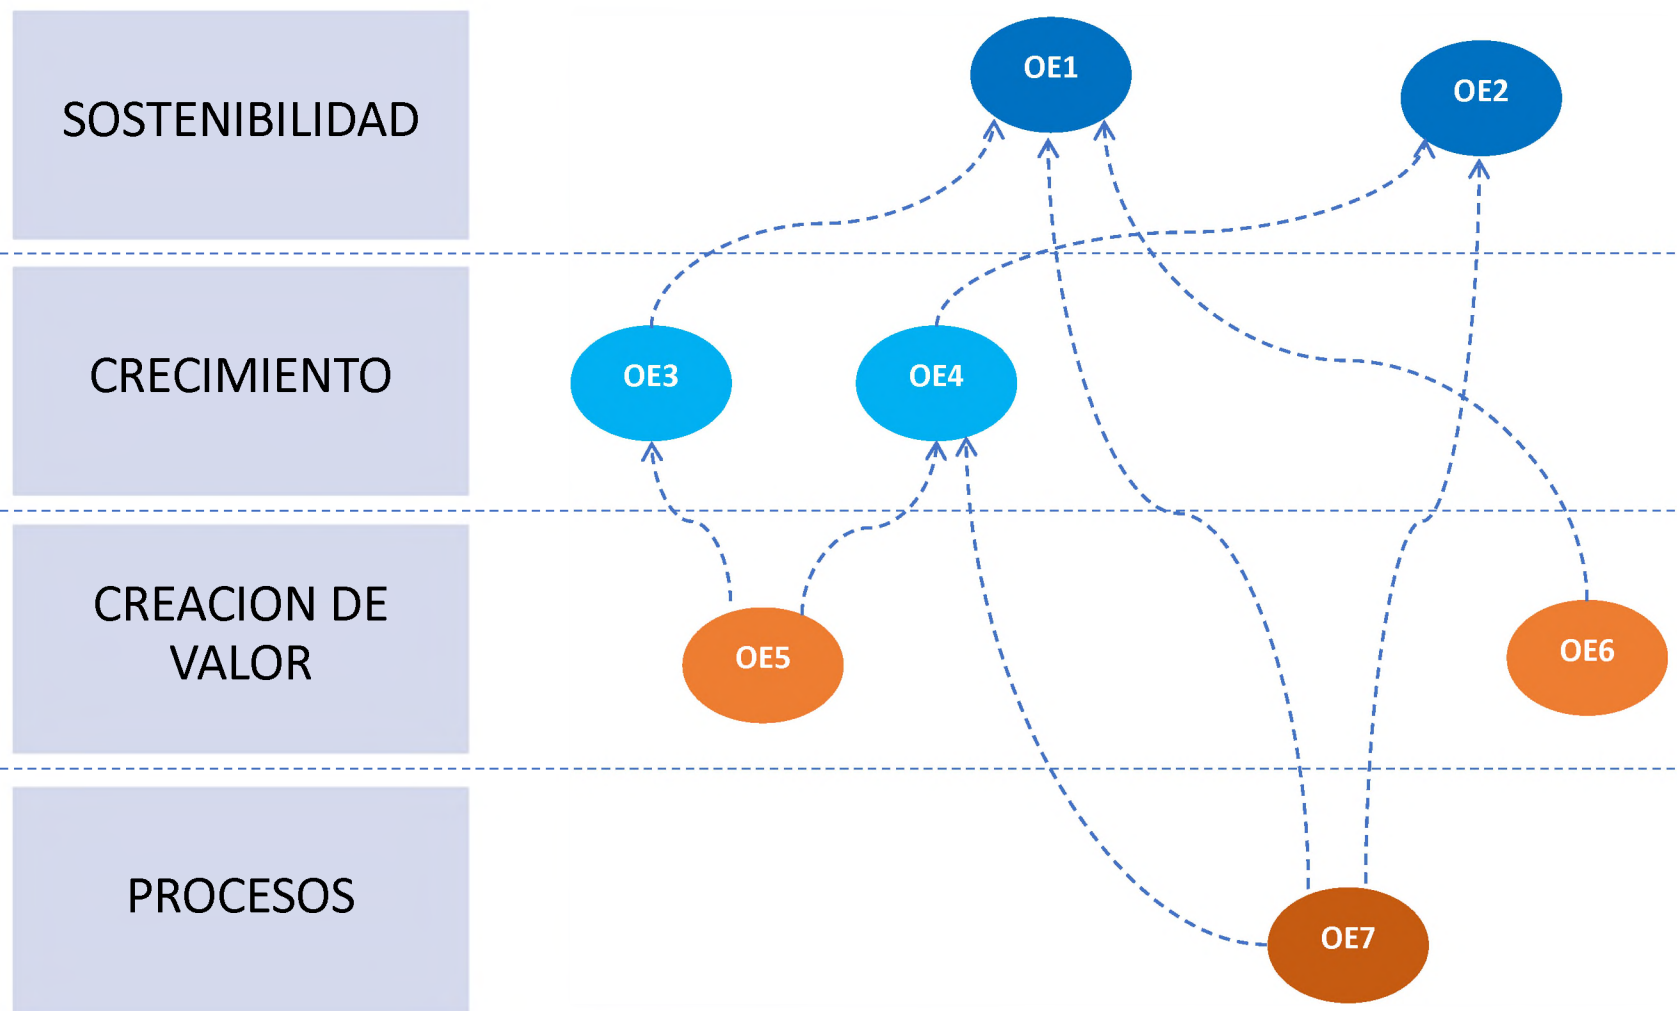 SOSTENIBILIDAD
OE1
OE2
CRECIMIENTO
OE3
OE4
CREACION DE
VALOR
OE5
OE6
PROCESOS
OE7